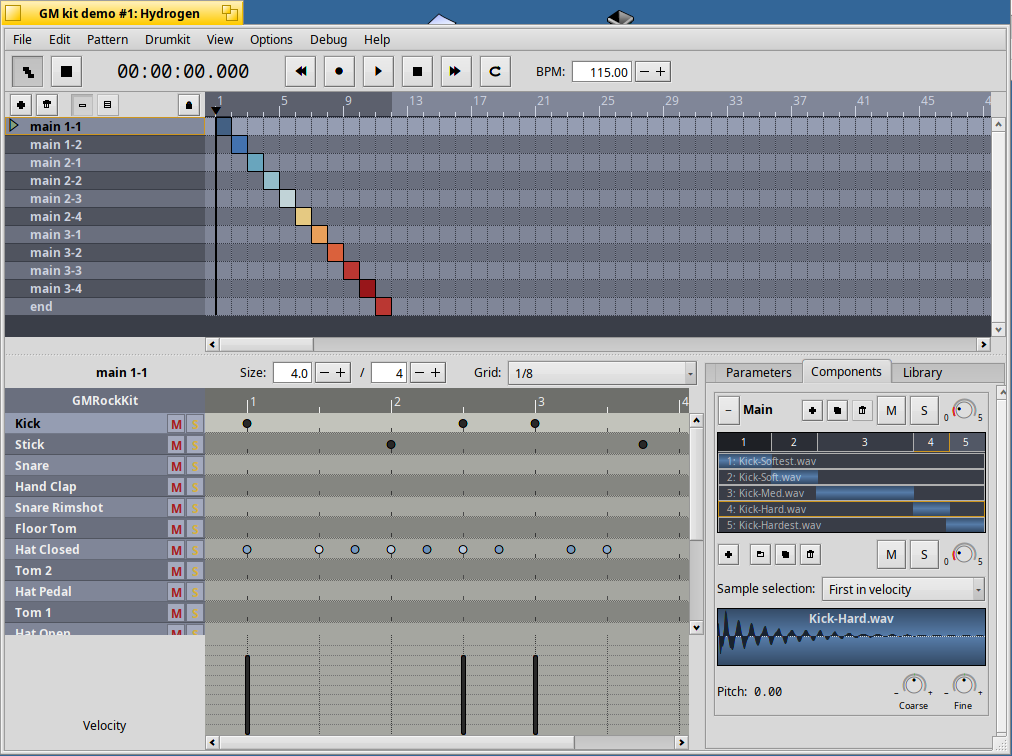 GM kit demo #1: Hydrogen
File Edit Pattern Drumkit View Options Debug Help
00:00:00.000 BPM: 115.00
1 5 9 13 17 21 25 29 33 37 41 45
main 1-1
main 1-2
main 2-1
main 2-2
main 2-3
main 2-4
main 3-1
main 3-2
main 3-3
main 3-4
end
main 1-1 Size: 4.0 / 4 Grid: 1/8
GMRockKit 1 2 3 4
Kick M S
Stick M S
Snare M S
Hand Clap M S
Snare Rimshot M S
Floor Tom M S
Hat Closed M S
Tom 2 M S
Hat Pedal M S
Tom 1 M S
Hat Open M
Velocity
Parameters Components Library
Main M S 0 5
1 2 3 4 5
1: Kick-Softest.wav
2: Kick-Soft.wav
3: Kick-Med.wav
4: Kick-Hard.wav
5: Kick-Hardest.wav
M S 0 5
Sample selection: First in velocity
Kick-Hard.wav
Pitch: 0.00 - + - +
Coarse Fine